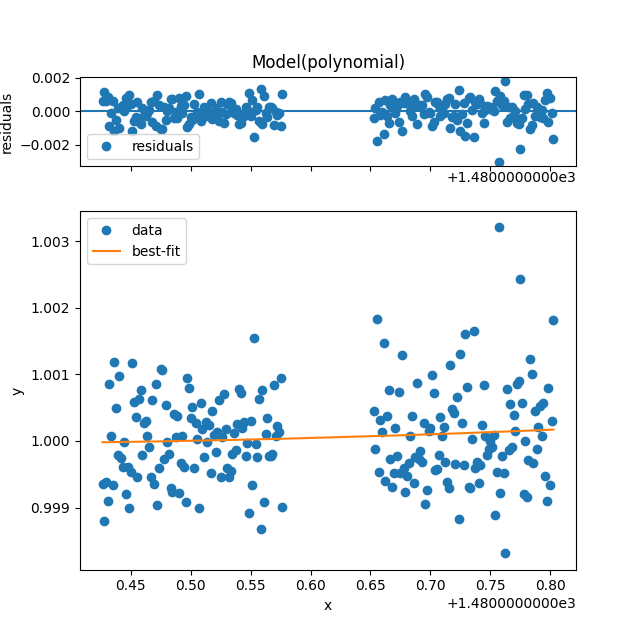 Model(polynomial)
residuals
0.002
0.000
−0.002
residuals
+1.4800000000e3
y
1.003
1.002
1.001
1.000
0.999
data
best-fit
0.45 0.50 0.55 0.60 0.65 0.70 0.75 0.80
x
+1.4800000000e3